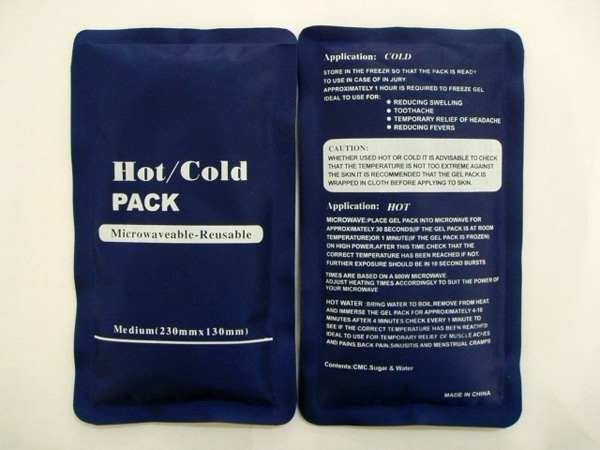 Hot/Cold
PACK
Microwaveable-Reusable
Medium(230mmx130mm)
Application: COLD
STORE IN THE FREEZR SO THAT THE PACK IS READY
TO USE IN CASE OF IN JURY.
APPROXIMATELY 1 HOUR IS REQUIRED TO FREEZE GEL
IDEAL TO USE FOR:
● REDUCING SWELLING
● TOOTHACHE
● TEMPORARY RELIEF OF HEADACHE
● REDUCING FEVERS
CAUTION:
WHETHER USED HOT OR COLD IT IS ADVISABLE TO CHECK
THAT THE TEMPERATURE IS NOT TOO EXTREME AGAINST
THE SKIN.IT IS RECOMMENDED THAT THE GEL PACK IS
WRAPPED IN CLOTH BEFORE APPLYING TO SKIN.
Application: HOT
MICROWAVE:PLACE GEL PACK INTO MICROWAVE FOR
APPROXIMATELY 30 SECONDS(IF THE GEL PACK IS AT ROOM
TEMPERATURE)OR 1 MINUTE(IF THE GEL PACK IS FROZEN)
ON HIGH POWER.AFTER THIS TIME.CHECK THAT THE
CORRECT TEMPERATURE HAS BEEN REACHED.IF NOT.
FURTHER EXPOSURE SHOULD BE IN 10 SECOND BURSTS
TIMES ARE BASED ON A 600W MICROWAVE
ADJUST HEATING TIMES ACCORDINGLY TO SUIT THE POWER OF
YOUR MICROWAVE
HOT WATER :BRING WATER TO BOIL.REMOVE FROM HEAT.
AND IMMERSE THE GEL PACK FOR APPROXIMATELY 4-10
MINUTES AFTER 4 MINUTES CHECK EVERY 1 MINUTE TO
SEE IF THE CORRECT TEMPERATURE HAS BEEN REACHED
IDEAL TO USE FOR-TEMPORARY RELIEF OF MUSCLE ACHES
AND PAINS.BACK PAIN.SINUSITIS AND MENSTRUAL CRAMPS
Contents:CMC.Sugar & Water
MADE IN CHINA